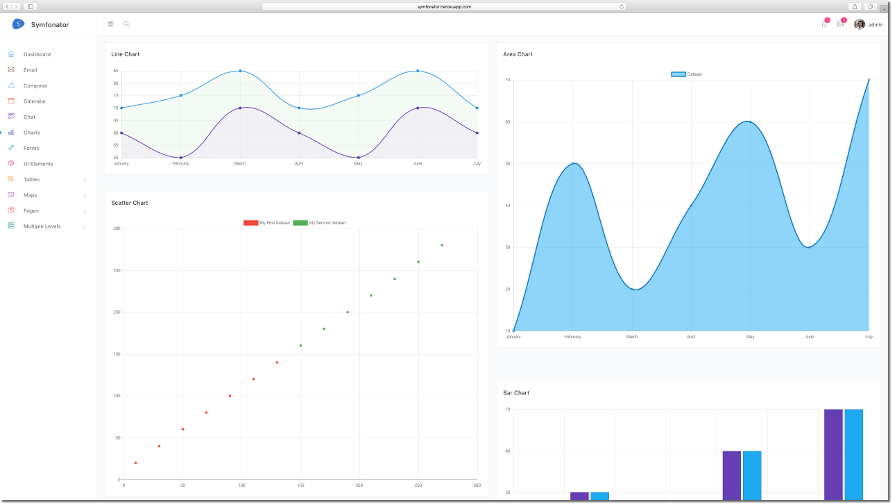 symfonator.herokuapp.com
Symfonator
admin
Dashboard
Email
Compose
Calendar
Chat
Charts
Forms
UI Elements
Tables
Maps
Pages
Multiple Levels
Line Chart
85
80
75
70
65
60
55
50
January February March April May June July
Scatter Chart
My First dataset My Second dataset
300
250
200
150
100
50
0
0 50 100 150 200 250 300
Area Chart
Dataset
70
60
50
40
30
20
10
January February March April May June July
Bar Chart
70
60
50